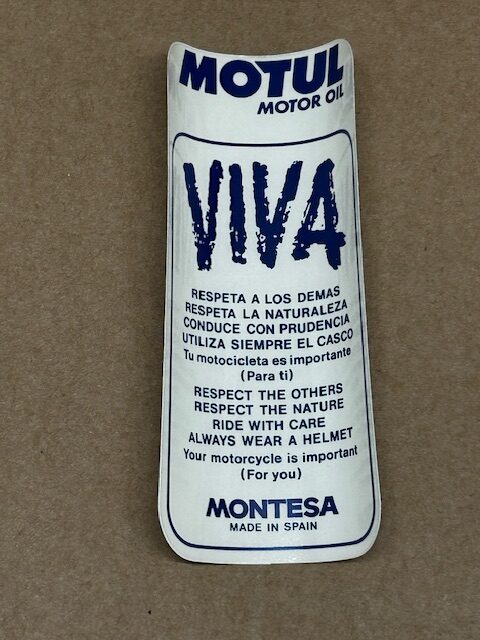 MOTUL
MOTOR OIL
VIVA
RESPETA A LOS DEMAS
RESPETA LA NATURALEZA
CONDUCE CON PRUDENCIA
UTILIZA SIEMPRE EL CASCO
Tu motocicleta es importante
(Para ti)
RESPECT THE OTHERS
RESPECT THE NATURE
RIDE WITH CARE
ALWAYS WEAR A HELMET
Your motorcycle is important
(For you)
MONTESA
MADE IN SPAIN